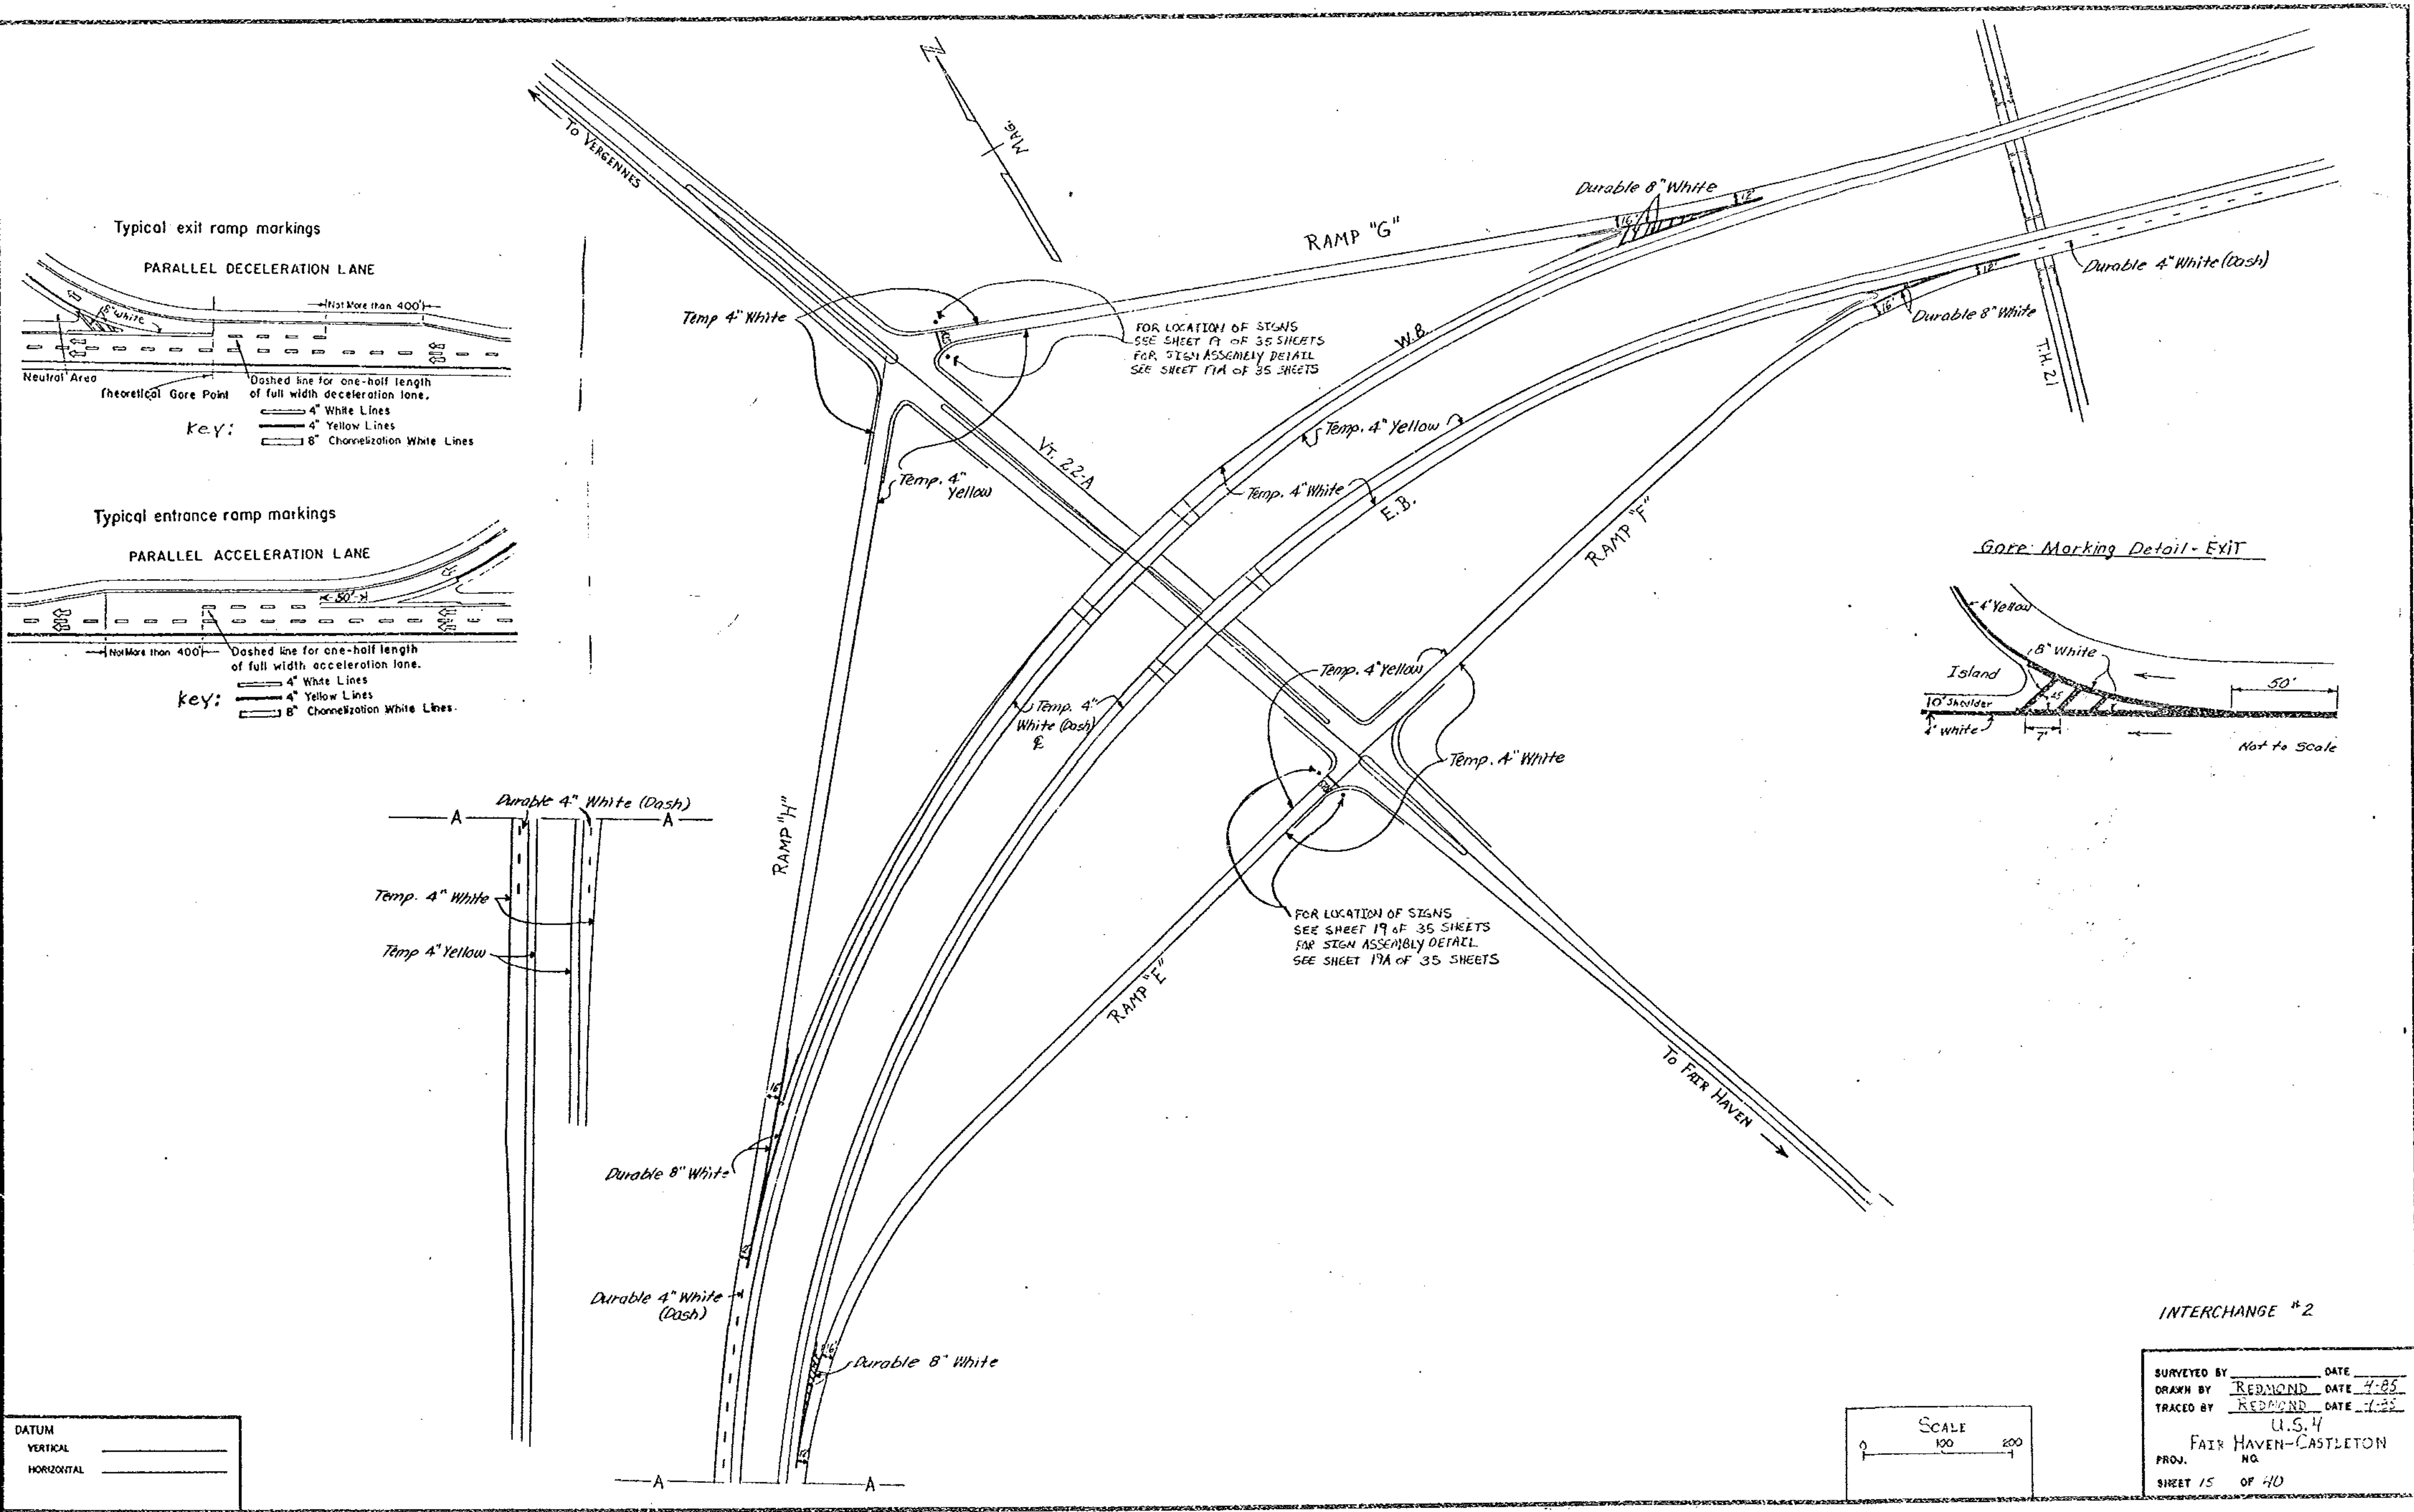 Typical exit ramp markings
PARALLEL DECELERATION LANE
Not More than 400'
8" White
Neutral Area
Theoretical Gore Point
Dashed line for one-half length
of full width deceleration lane.
Key:
4" White Lines
4" Yellow Lines
8" Channelization White Lines
Typical entrance ramp markings
PARALLEL ACCELERATION LANE
50'
Not More than 400'
Dashed line for one-half length
of full width acceleration lane.
Key:
4" White Lines
4" Yellow Lines
8" Channelization White Lines.
To VERGENNES
N
MAG.
Temp 4" White
FOR LOCATION OF SIGNS
SEE SHEET 19 OF 35 SHEETS
FOR SIGN ASSEMBLY DETAIL
SEE SHEET 19A OF 35 SHEETS
RAMP "G"
Durable 8" White
16'
12'
W.B.
Durable 4" White (Dash)
12'
16'
Durable 8" White
T.H. 21
Temp. 4" Yellow
Temp. 4"
Yellow
VT. 22-A
Temp. 4" White
E.B.
RAMP "F"
Gore Marking Detail - EXIT
4" Yellow
8" White
Island
50'
10' Shoulder
4" White
7'
Not to Scale
Temp. 4" Yellow
Temp. 4"
White (Dash)
℄
Temp. 4" White
RAMP "H"
Durable 4" White (Dash)
A
A
Temp. 4" White
Temp 4" Yellow
FOR LOCATION OF SIGNS
SEE SHEET 19 OF 35 SHEETS
FOR SIGN ASSEMBLY DETAIL
SEE SHEET 19A OF 35 SHEETS
RAMP "E"
To FAIR HAVEN
16'
Durable 8" White
Durable 4" White
(Dash)
16'
Durable 8" White
A
A
DATUM
VERTICAL
HORIZONTAL
SCALE
0 100 200
INTERCHANGE #2
SURVEYED BY DATE
DRAWN BY REDMOND DATE 4-85
TRACED BY REDMOND DATE 4-85
U.S. 4
FAIR HAVEN-CASTLETON
PROJ. NO.
SHEET 15 OF 40